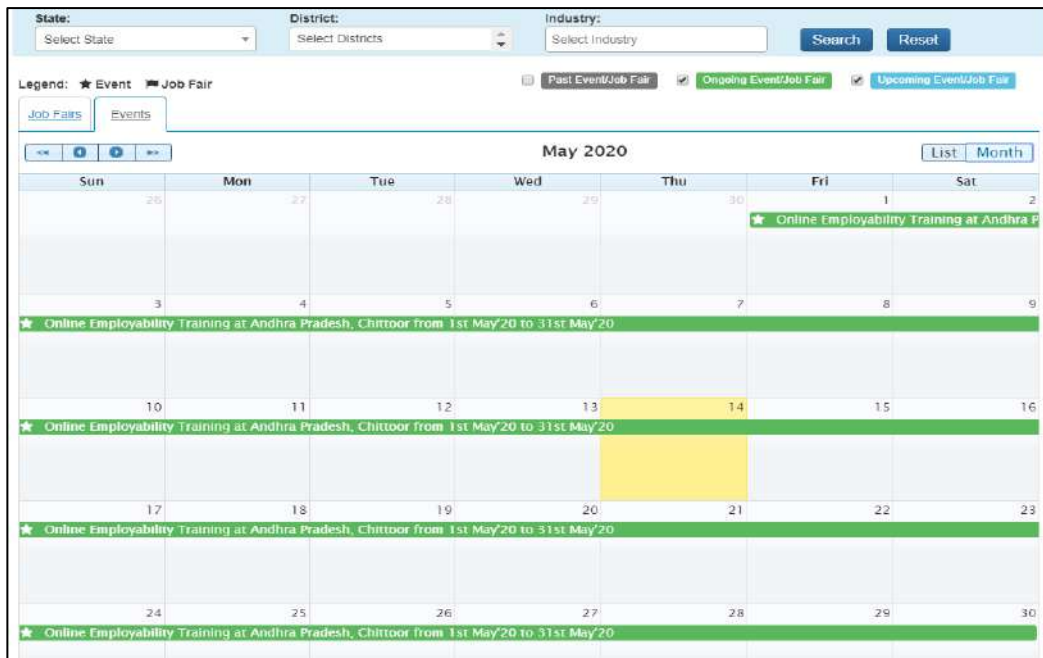 State: District: Industry:
Select State Select Districts Select Industry Search Reset
Legend: ★ Event Job Fair Past Event/Job Fair Ongoing Event/Job Fair Upcoming Event/Job Fair
Job Fairs Events
May 2020 List Month
Sun Mon Tue Wed Thu Fri Sat
26 27 28 29 30 1 2
Online Employability Training at Andhra P
3 4 5 6 7 8 9
Online Employability Training at Andhra Pradesh, Chittoor from 1st May'20 to 31st May'20
10 11 12 13 14 15 16
Online Employability Training at Andhra Pradesh, Chittoor from 1st May'20 to 31st May'20
17 18 19 20 21 22 23
Online Employability Training at Andhra Pradesh, Chittoor from 1st May'20 to 31st May'20
24 25 26 27 28 29 30
Online Employability Training at Andhra Pradesh, Chittoor from 1st May'20 to 31st May'20